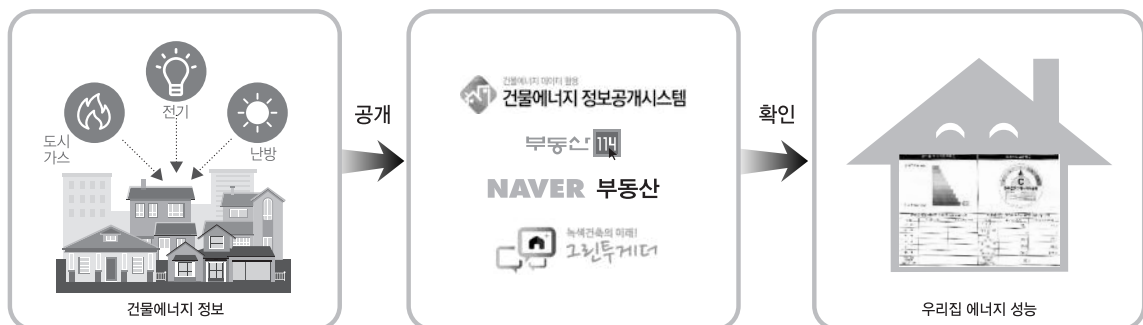 전기
도시
가스
난방
건물에너지 정보
공개
건물에너지 데이터 활용
건물에너지 정보공개시스템
부동산 114
NAVER 부동산
녹색건축의 미래!
그린투게더
확인
C
우리집 에너지 성능